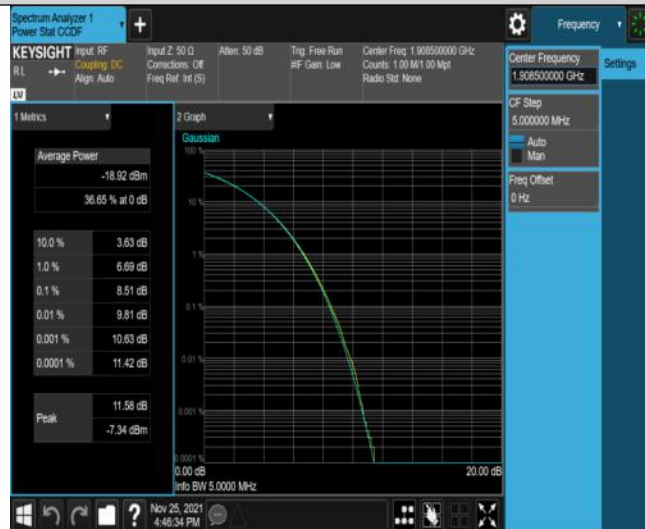 Spectrum Analyzer 1
Power Stat CCDF
+
Frequency
KEYSIGHT
RL
LXI
Input: RF
Coupling: DC
Align: Auto
Input Z: 50 Ω
Corrections: Off
Freq Ref: Int (S)
Atten: 50 dB
Trig: Free Run
#IF Gain: Low
Center Freq: 1.908500000 GHz
Counts: 1.00 M/1.00 Mpt
Radio Std: None
Center Frequency
1.908500000 GHz
Settings
CF Step
5.000000 MHz
Auto
Man
Freq Offset
0 Hz
1 Metrics
Average Power
-18.92 dBm
36.65 % at 0 dB
10.0 % 3.63 dB
1.0 % 6.69 dB
0.1 % 8.51 dB
0.01 % 9.81 dB
0.001 % 10.63 dB
0.0001 % 11.42 dB
Peak
11.58 dB
-7.34 dBm
2 Graph
Gaussian
100 %
10 %
1 %
0.1 %
0.01 %
0.001 %
0.0001 %
0.00 dB 20.00 dB
Info BW 5.0000 MHz
?
Nov 25, 2021
4:46:34 PM